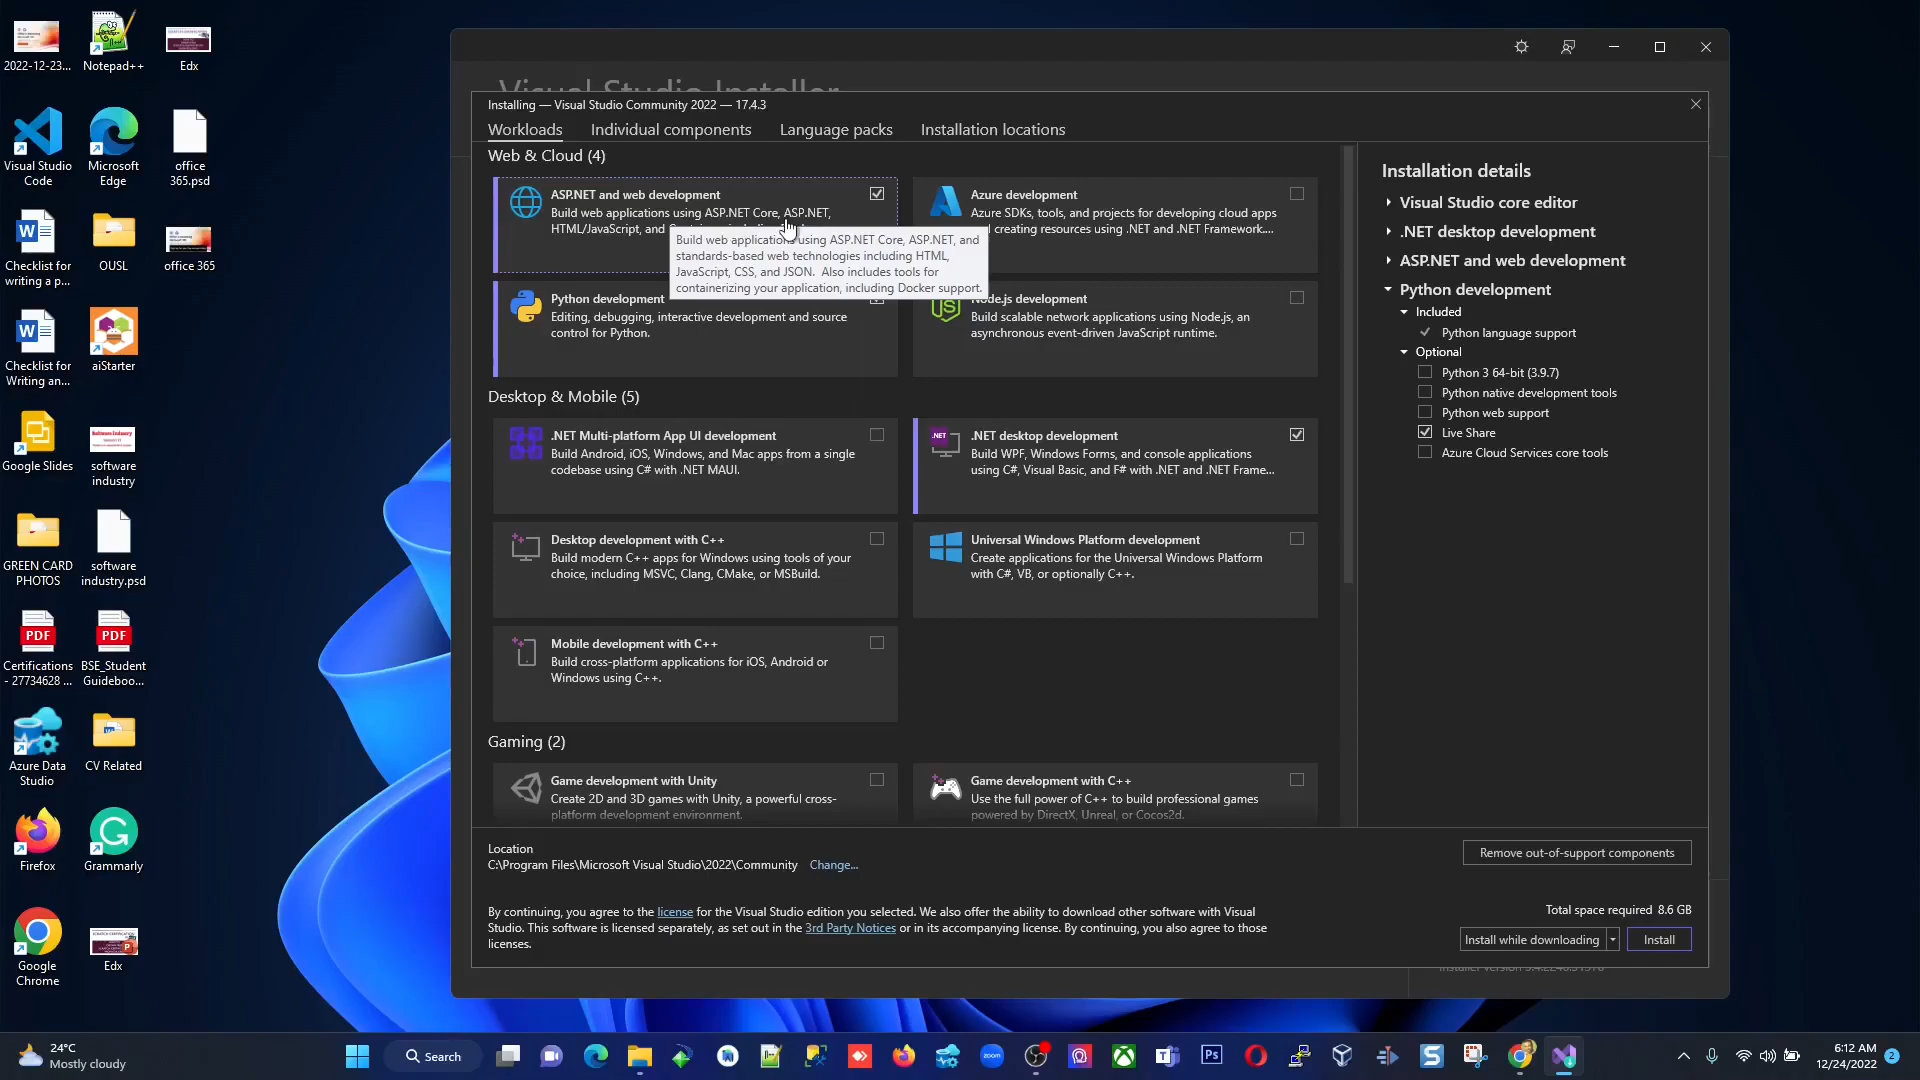 2022-12-23...
Notepad++
Edx
Visual Studio
Code
Microsoft
Edge
office
365.psd
Checklist for
writing a p...
OUSL
office 365
Checklist for
Writing an...
aiStarter
Google Slides
software
industry
GREEN CARD
PHOTOS
software
industry.psd
Certifications
- 27734628 ...
BSE_Student
Guideboo...
Azure Data
Studio
CV Related
Firefox
Grammarly
Google
Chrome
Edx
Visual Studio Installer
Installing — Visual Studio Community 2022 — 17.4.3
Workloads
Individual components
Language packs
Installation locations
Web & Cloud (4)
ASP.NET and web development
Build web applications using ASP.NET Core, ASP.NET,
HTML/JavaScript, and
Azure development
Azure SDKs, tools, and projects for developing cloud apps
creating resources using .NET and .NET Framework....
Build web applications using ASP.NET Core, ASP.NET, and
standards-based web technologies including HTML,
JavaScript, CSS, and JSON. Also includes tools for
containerizing your application, including Docker support.
Python development
Editing, debugging, interactive development and source
control for Python.
Node.js development
Build scalable network applications using Node.js, an
asynchronous event-driven JavaScript runtime.
Desktop & Mobile (5)
.NET Multi-platform App UI development
Build Android, iOS, Windows, and Mac apps from a single
codebase using C# with .NET MAUI.
.NET desktop development
Build WPF, Windows Forms, and console applications
using C#, Visual Basic, and F# with .NET and .NET Frame...
Desktop development with C++
Build modern C++ apps for Windows using tools of your
choice, including MSVC, Clang, CMake, or MSBuild.
Universal Windows Platform development
Create applications for the Universal Windows Platform
with C#, VB, or optionally C++.
Mobile development with C++
Build cross-platform applications for iOS, Android or
Windows using C++.
Gaming (2)
Game development with Unity
Create 2D and 3D games with Unity, a powerful cross-
platform development environment.
Game development with C++
Use the full power of C++ to build professional games
powered by DirectX, Unreal, or Cocos2d.
Installation details
Visual Studio core editor
.NET desktop development
ASP.NET and web development
Python development
Included
Python language support
Optional
Python 3 64-bit (3.9.7)
Python native development tools
Python web support
Live Share
Azure Cloud Services core tools
Location
C:\Program Files\Microsoft Visual Studio\2022\Community Change...
Remove out-of-support components
By continuing, you agree to the license for the Visual Studio edition you selected. We also offer the ability to download other software with Visual
Studio. This software is licensed separately, as set out in the 3rd Party Notices or in its accompanying license. By continuing, you also agree to those
licenses.
Total space required 8.6 GB
Install while downloading
Install
24°C
Mostly cloudy
Search
6:12 AM
12/24/2022
2